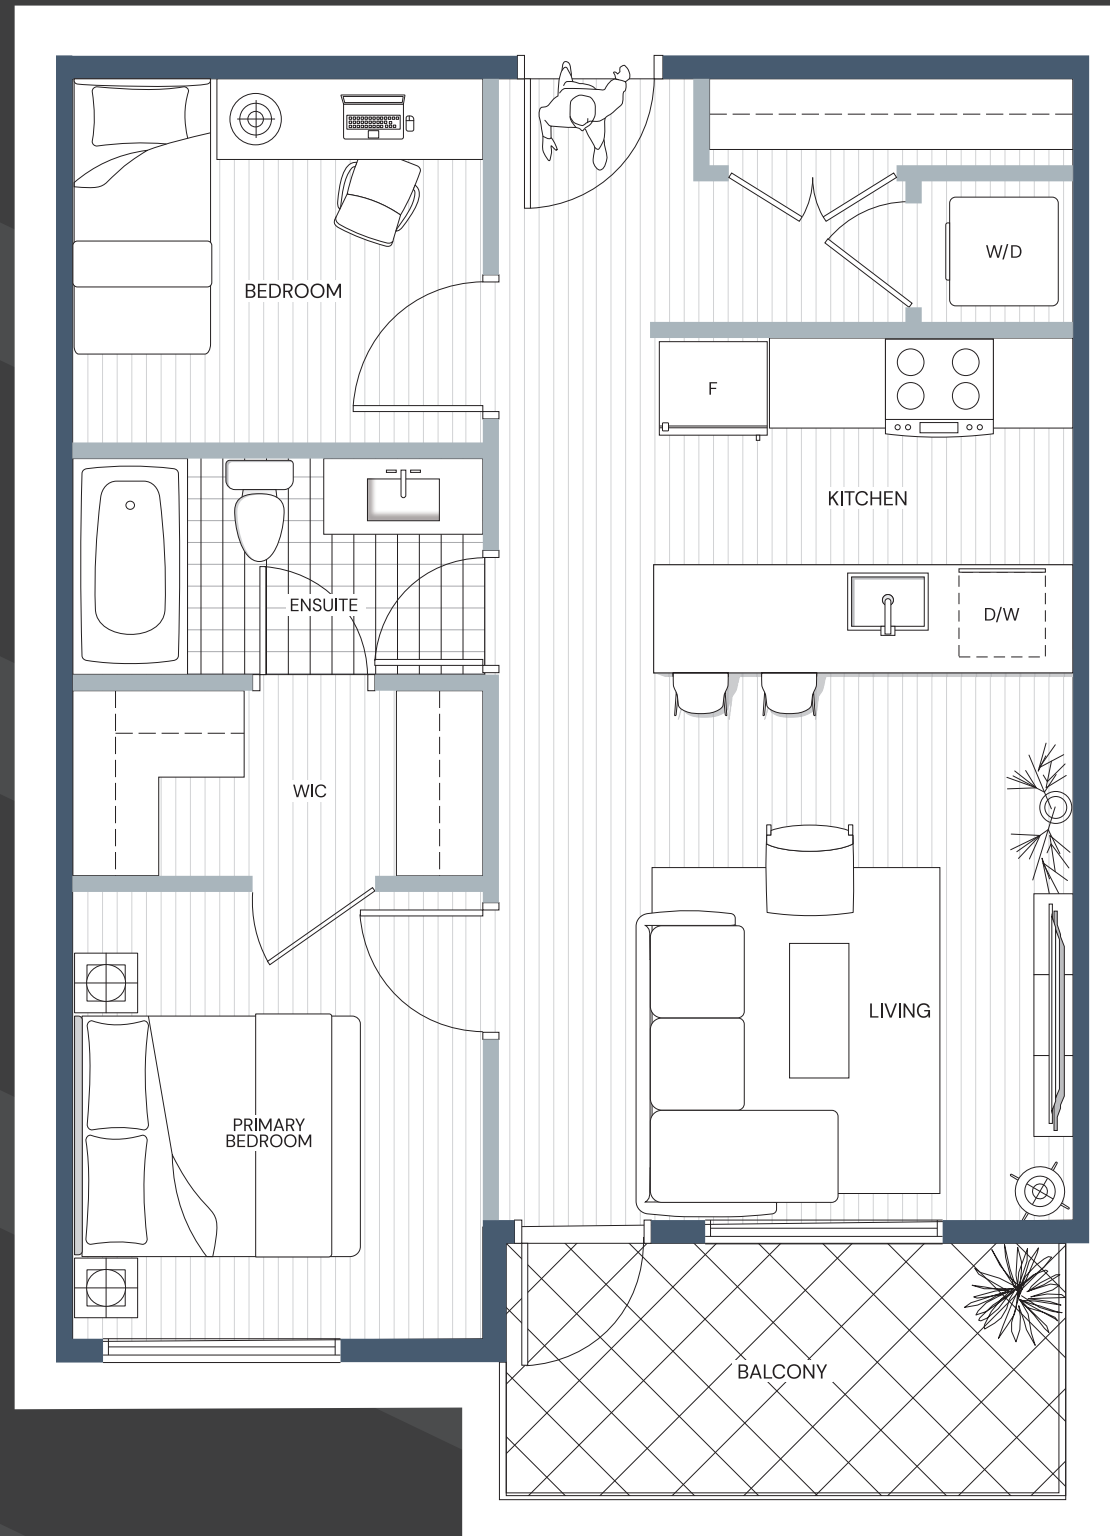 W/D
BEDROOM
F
KITCHEN
ENSUITE
D/W
WIC
LIVING
PRIMARY
BEDROOM
BALCONY